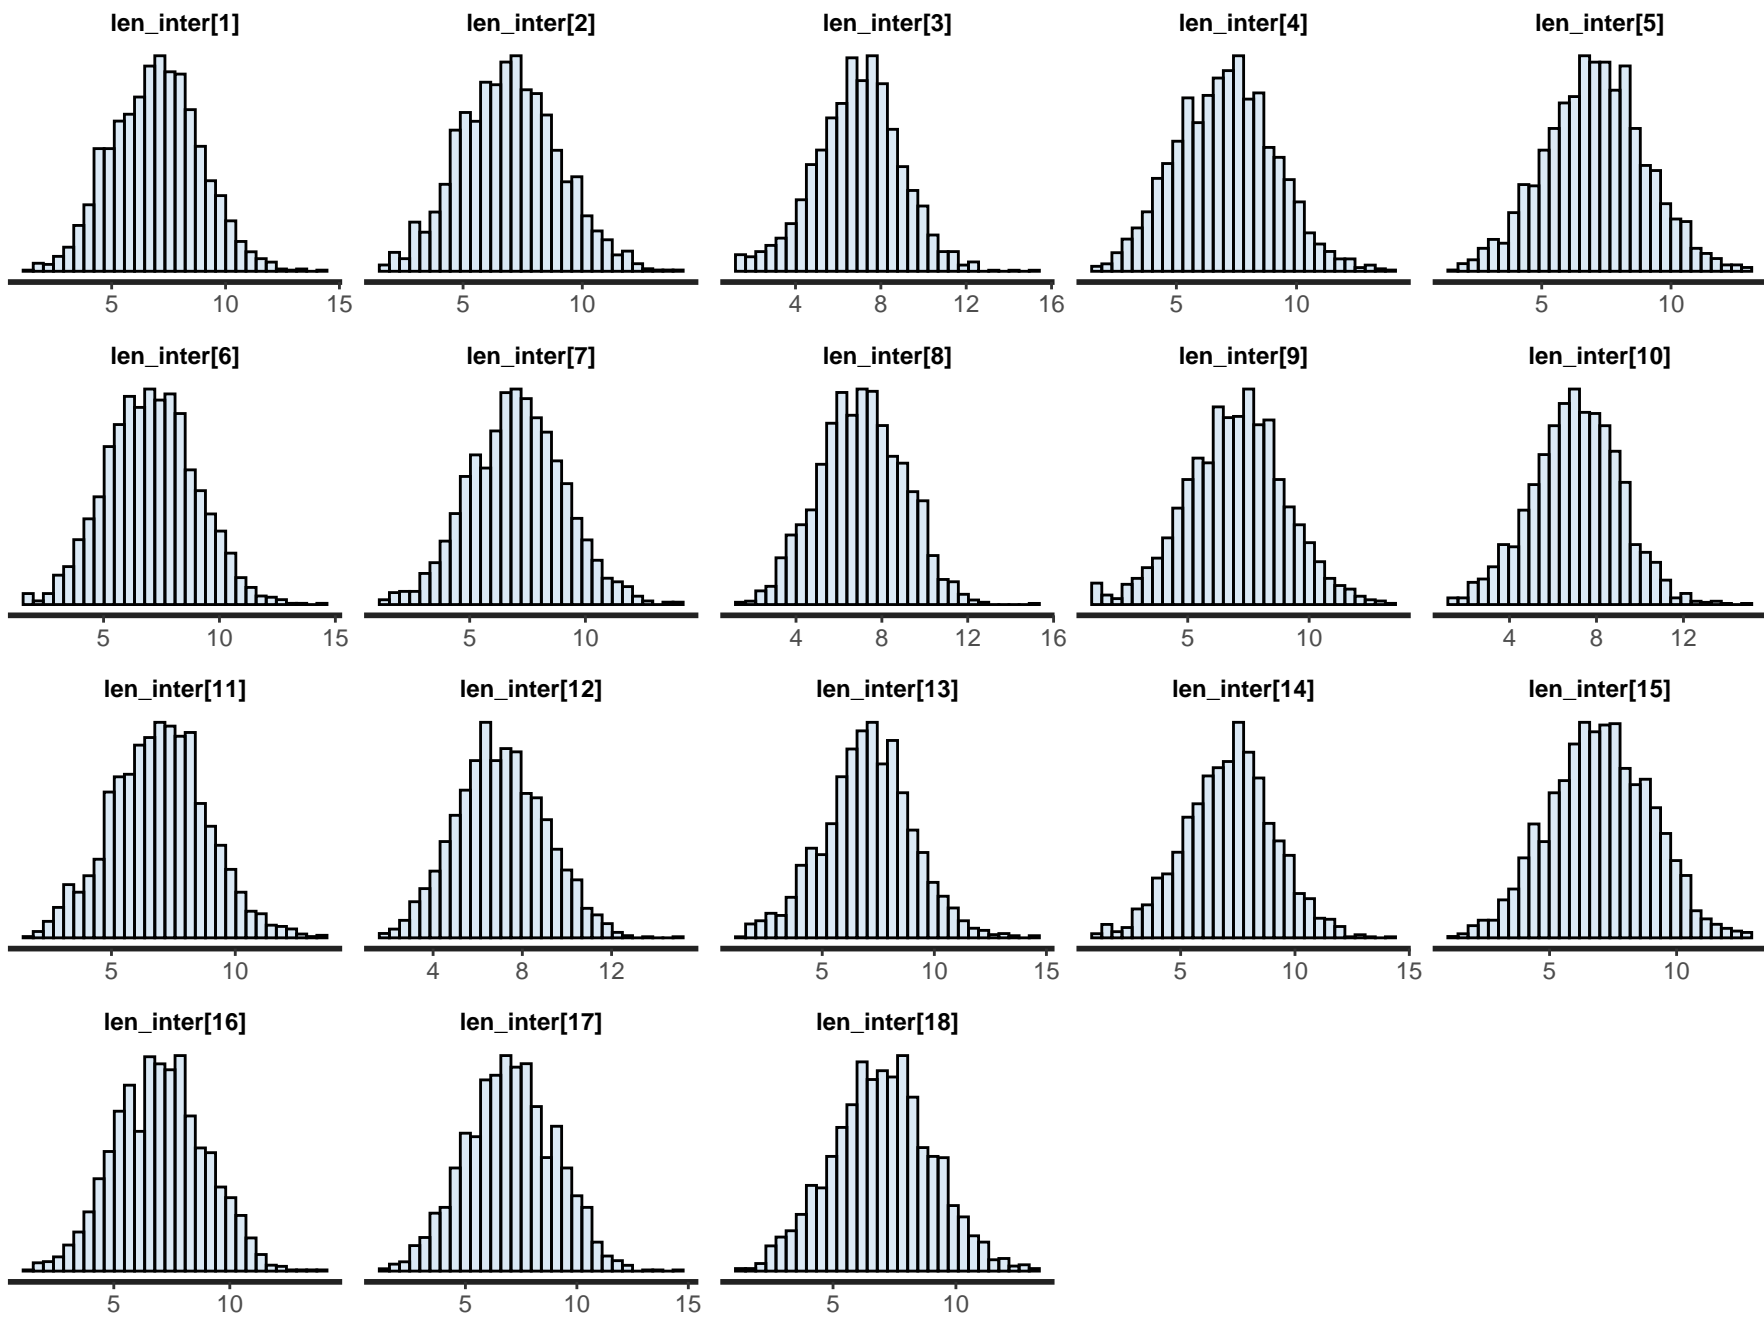 len_inter[1] len_inter[2] len_inter[3] len_inter[4] len_inter[5]
5 10 15 5 10 4 8 12 16 5 10 5 10
len_inter[6] len_inter[7] len_inter[8] len_inter[9] len_inter[10]
5 10 15 5 10 4 8 12 16 5 10 4 8 12
len_inter[11] len_inter[12] len_inter[13] len_inter[14] len_inter[15]
5 10 4 8 12 5 10 15 5 10 15 5 10
len_inter[16] len_inter[17] len_inter[18]
5 10 5 10 15 5 10